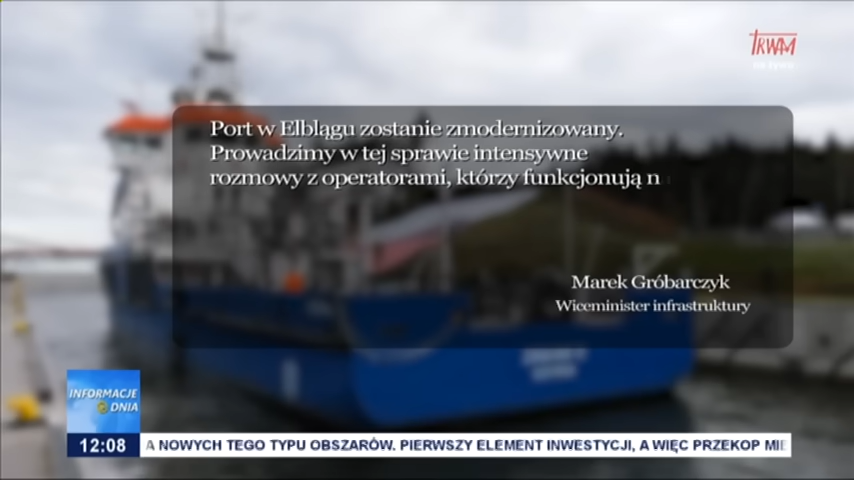 TRWAM
na żywo
Port w Elblągu zostanie zmodernizowany.
Prowadzimy w tej sprawie intensywne
rozmowy z operatorami, którzy funkcjonują n
Marek Gróbarczyk
Wiceminister infrastruktury
INFORMACJE
DNIA
12:08
A NOWYCH TEGO TYPU OBSZARÓW. PIERWSZY ELEMENT INWESTYCJI, A WIĘC PRZEKOP MIE